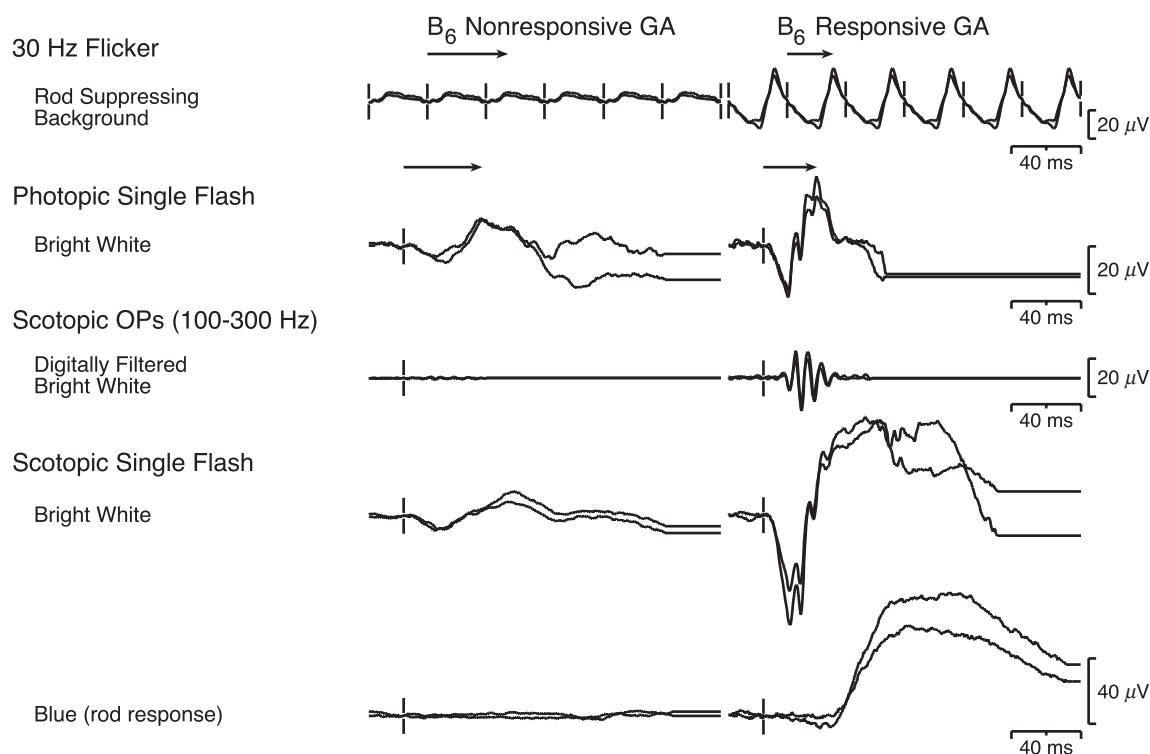 B6 Nonresponsive GA
B6 Responsive GA
30 Hz Flicker
Rod Suppressing
Background
20 μV
40 ms
Photopic Single Flash
Bright White
20 μV
40 ms
Scotopic OPs (100-300 Hz)
Digitally Filtered
Bright White
20 μV
40 ms
Scotopic Single Flash
Bright White
Blue (rod response)
40 μV
40 ms